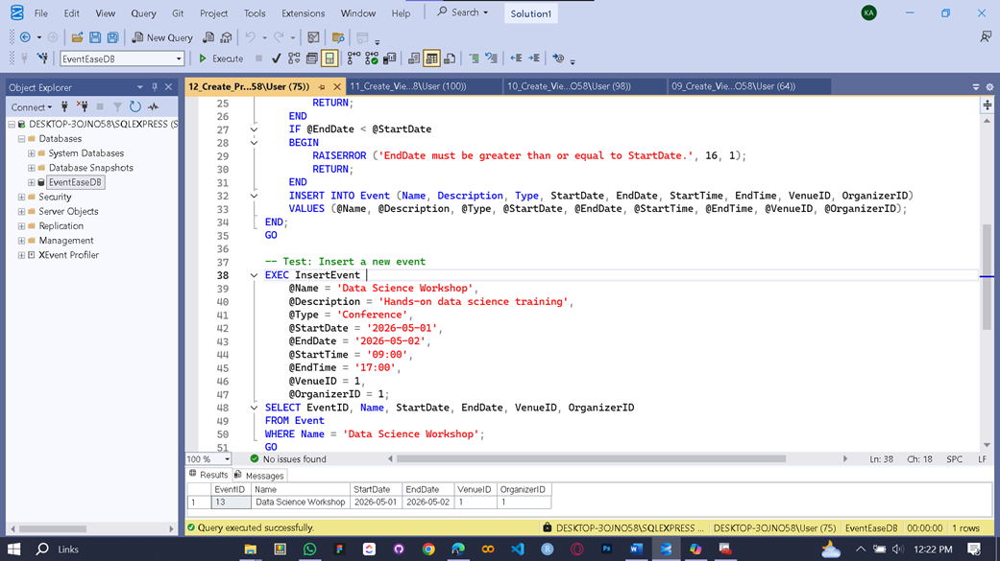 File Edit View Query Git Project Tools Extensions Window Help Search Solution1 KA
New Query
EventEaseDB Execute
Object Explorer
Connect
DESKTOP-3OJNO58\SQLEXPRESS (S
Databases
System Databases
Database Snapshots
EventEaseDB
Security
Server Objects
Replication
Management
XEvent Profiler
12_Create_Pr...58\User (75)) 11_Create_Vie...8\User (100)) 10_Create_Vie...O58\User (98)) 09_Create_Vie...O58\User (64))
25 RETURN;
26 END
27 IF @EndDate < @StartDate
28 BEGIN
29 RAISERROR ('EndDate must be greater than or equal to StartDate.', 16, 1);
30 RETURN;
31 END
32 INSERT INTO Event (Name, Description, Type, StartDate, EndDate, StartTime, EndTime, VenueID, OrganizerID)
33 VALUES (@Name, @Description, @Type, @StartDate, @EndDate, @StartTime, @EndTime, @VenueID, @OrganizerID);
34 END;
35 GO
36
37 -- Test: Insert a new event
38 EXEC InsertEvent
39 @Name = 'Data Science Workshop',
40 @Description = 'Hands-on data science training',
41 @Type = 'Conference',
42 @StartDate = '2026-05-01',
43 @EndDate = '2026-05-02',
44 @StartTime = '09:00',
45 @EndTime = '17:00',
46 @VenueID = 1,
47 @OrganizerID = 1;
48 SELECT EventID, Name, StartDate, EndDate, VenueID, OrganizerID
49 FROM Event
50 WHERE Name = 'Data Science Workshop';
51 GO
100 % No issues found Ln: 38 Ch: 18 SPC LF
Results Messages
EventID Name StartDate EndDate VenueID OrganizerID
1 13 Data Science Workshop 2026-05-01 2026-05-02 1 1
Query executed successfully. DESKTOP-3OJNO58\SQLEXPRESS ... DESKTOP-3OJNO58\User (75) EventEaseDB 00:00:00 1 rows
Links 12:22 PM